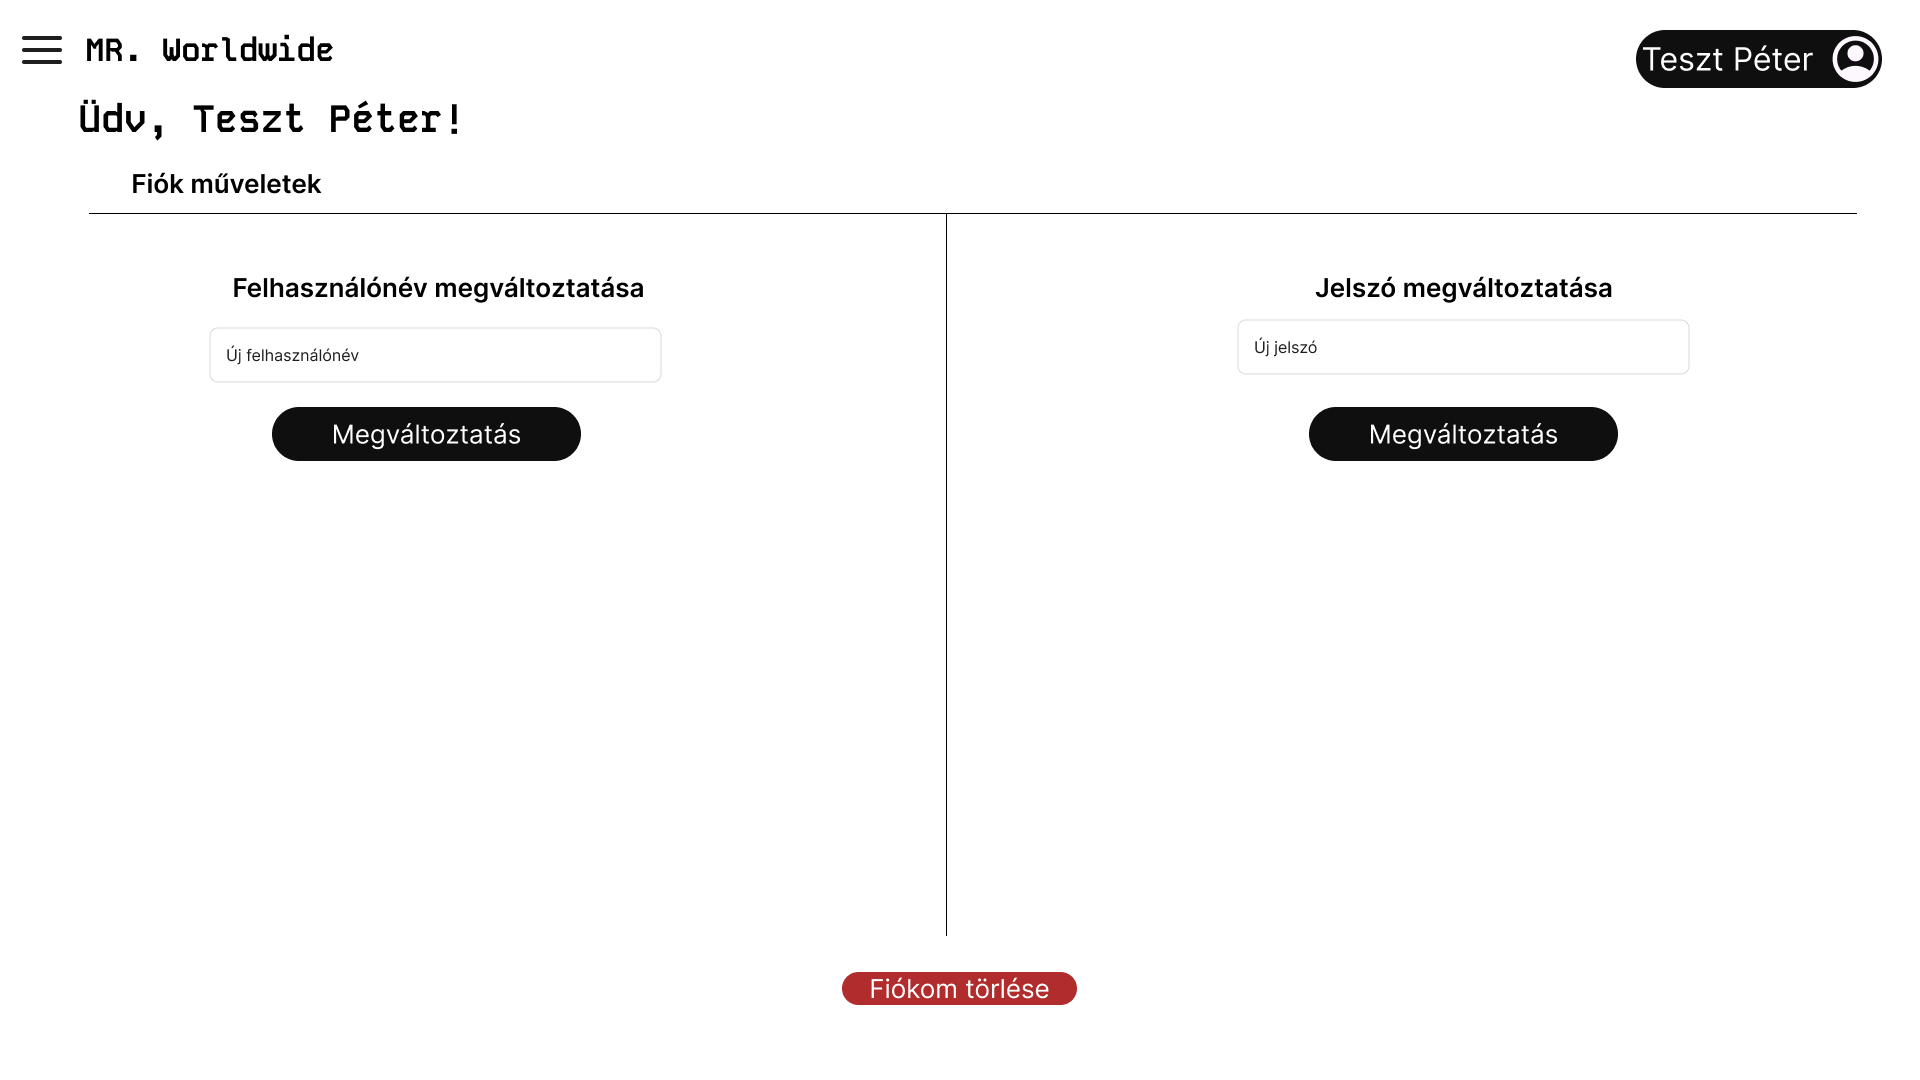 MR. Worldwide
Teszt Péter
Üdv, Teszt Péter!
Fiók műveletek
Felhasználónév megváltoztatása
Új felhasználónév
Megváltoztatás
Jelszó megváltoztatása
Új jelszó
Megváltoztatás
Fiókom törlése